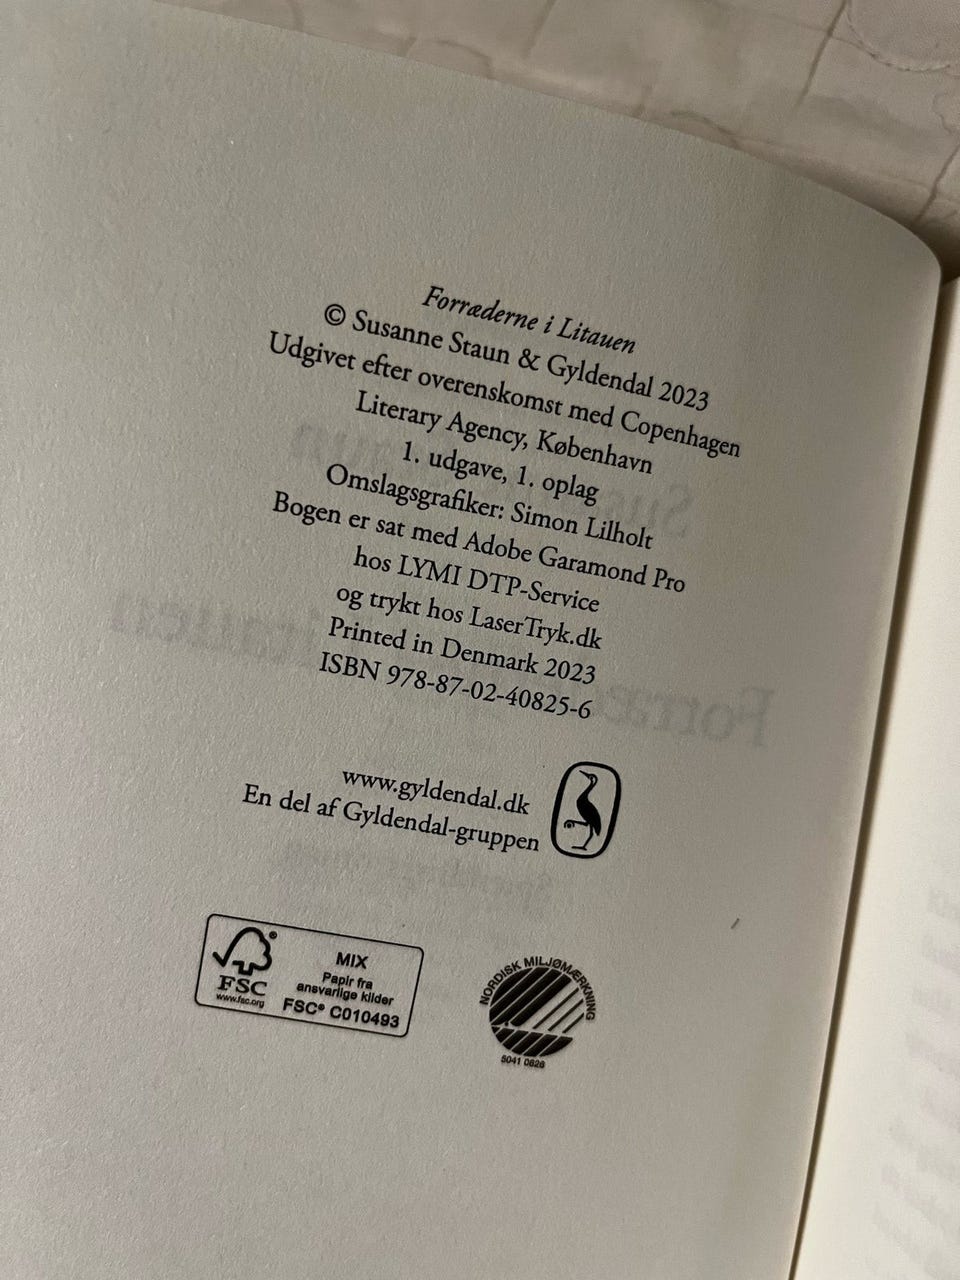 Forræderne i Litauen
© Susanne Staun & Gyldendal 2023
Udgivet efter overenskomst med Copenhagen
Literary Agency, København
1. udgave, 1. oplag
Omslagsgrafiker: Simon Lilholt
Bogen er sat med Adobe Garamond Pro
hos LYMI DTP-Service
og trykt hos LaserTryk.dk
Printed in Denmark 2023
ISBN 978-87-02-40825-6
www.gyldendal.dk
En del af Gyldendal-gruppen
FSC®
www.fsc.org
MIX
Papir fra
ansvarlige kilder
FSC® C010493
NORDISK MILJØMÆRKNING
5041 0826